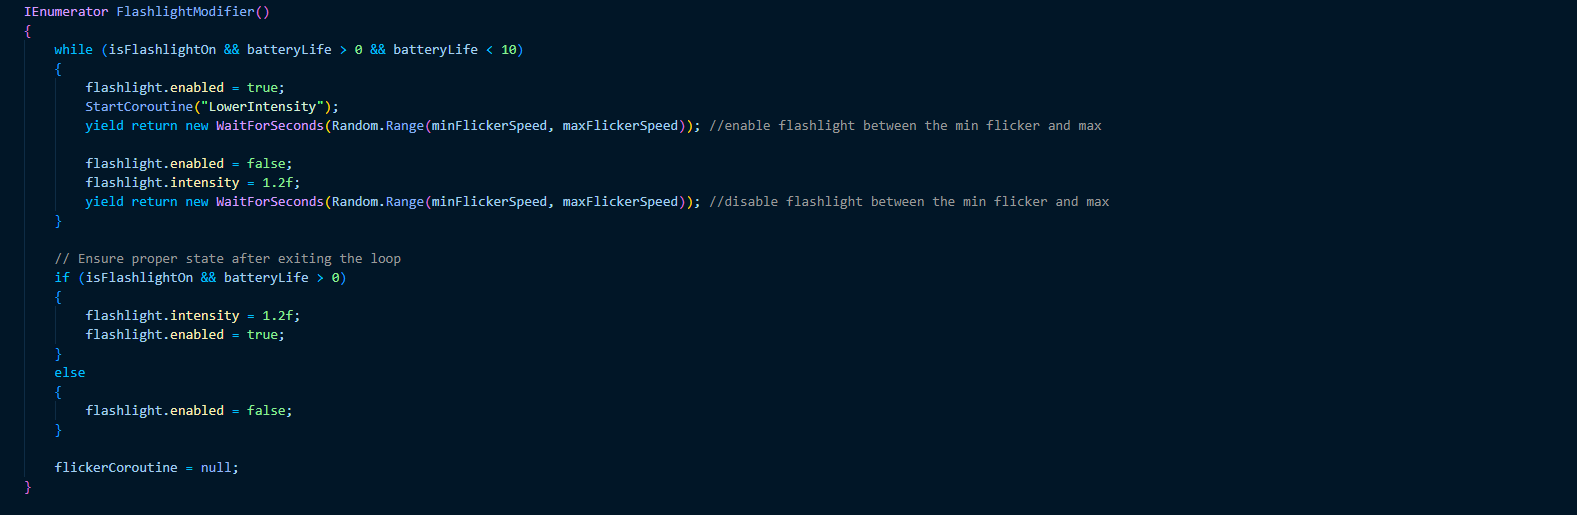 IEnumerator FlashlightModifier()
{
while (isFlashlightOn && batteryLife > 0 && batteryLife < 10)
{
flashlight.enabled = true;
StartCoroutine("LowerIntensity");
yield return new WaitForSeconds(Random.Range(minFlickerSpeed, maxFlickerSpeed)); //enable flashlight between the min flicker and max
flashlight.enabled = false;
flashlight.intensity = 1.2f;
yield return new WaitForSeconds(Random.Range(minFlickerSpeed, maxFlickerSpeed)); //disable flashlight between the min flicker and max
}
// Ensure proper state after exiting the loop
if (isFlashlightOn && batteryLife > 0)
{
flashlight.intensity = 1.2f;
flashlight.enabled = true;
}
else
{
flashlight.enabled = false;
}
flickerCoroutine = null;
}